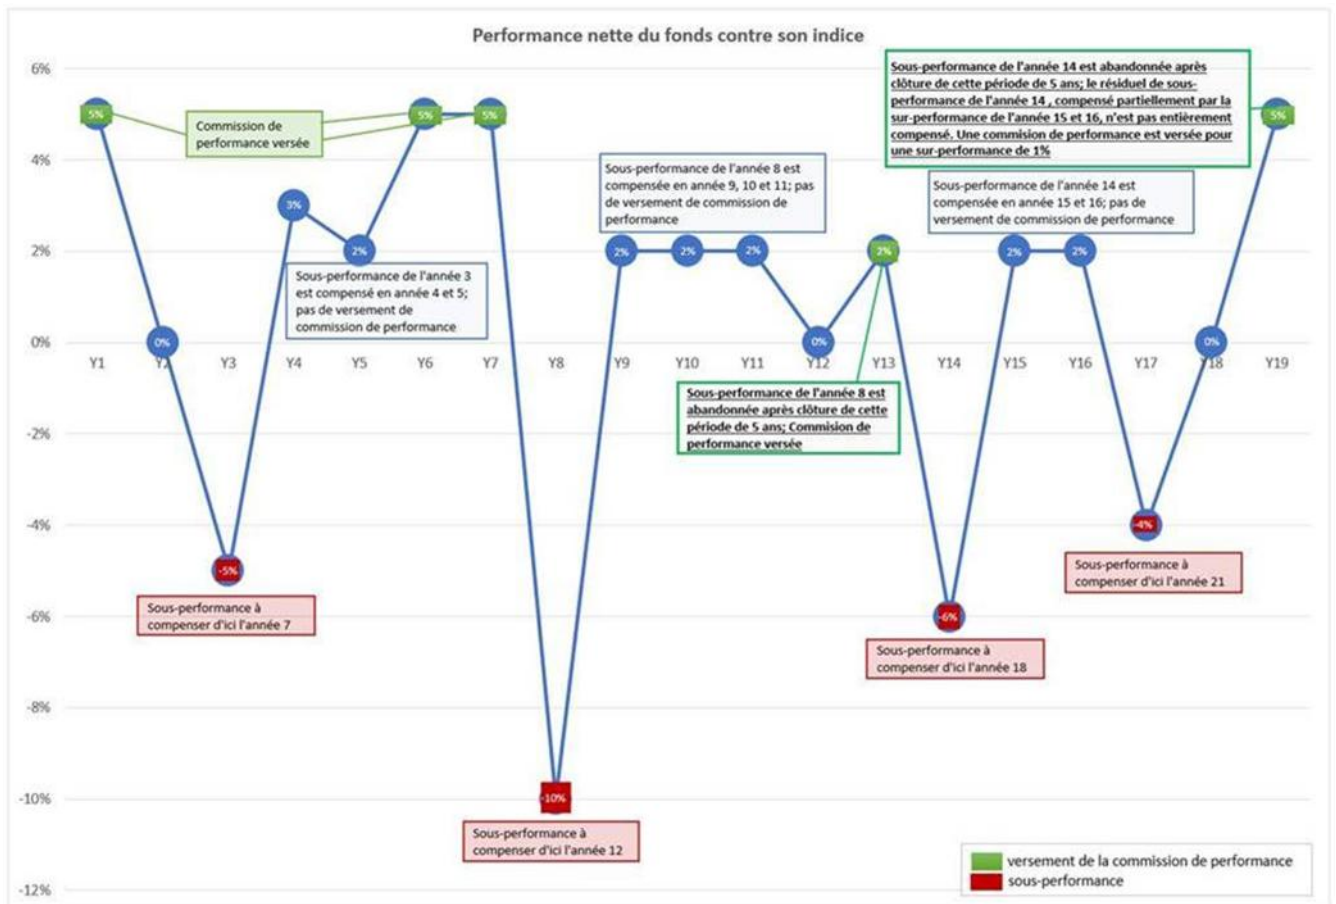 Performance nette du fonds contre son indice
6%
4%
2%
0%
-2%
-4%
-6%
-8%
-10%
-12%
Y1
Y2
Y3
Y4
Y5
Y6
Y7
Y8
Y9
Y10
Y11
Y12
Y13
Y14
Y15
Y16
Y17
Y18
Y19
5%
0%
-5%
3%
2%
5%
5%
-10%
2%
2%
2%
0%
2%
-6%
2%
2%
-4%
0%
5%
Commission de
performance versée
Sous-performance à
compenser d'ici l'année 7
Sous-performance de l'année 3
est compensé en année 4 et 5;
pas de versement de
commission de performance
Sous-performance à
compenser d'ici l'année 12
Sous-performance de l'année 8 est
compensée en année 9, 10 et 11; pas
de versement de commission de
performance
Sous-performance de l'année 8 est
abandonnée après clôture de cette
période de 5 ans; Commision de
performance versée
Sous-performance à
compenser d'ici l'année 18
Sous-performance de l'année 14 est
compensée en année 15 et 16; pas de
versement de commission de performance
Sous-performance à
compenser d'ici l'année 21
Sous-performance de l'année 14 est abandonnée après
clôture de cette période de 5 ans; le résiduel de sous-
performance de l'année 14 , compensé partiellement par la
sur-performance de l'année 15 et 16, n'est pas entièrement
compensé. Une commision de performance est versée pour
une sur-performance de 1%
versement de la commission de performance
sous-performance